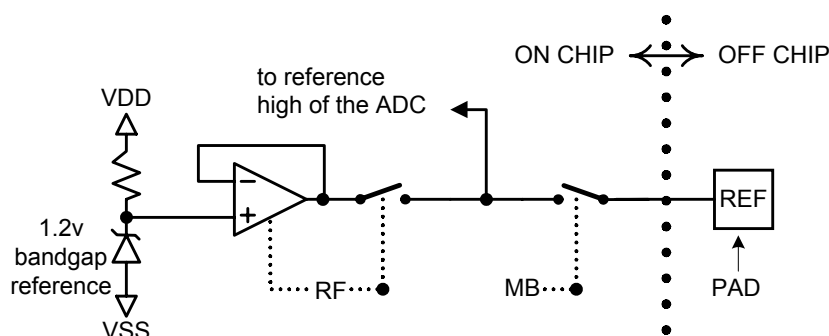 ON CHIP
OFF CHIP
to reference
high of the ADC
VDD
−
+
1.2v
bandgap
reference
REF
RF
MB
PAD
VSS